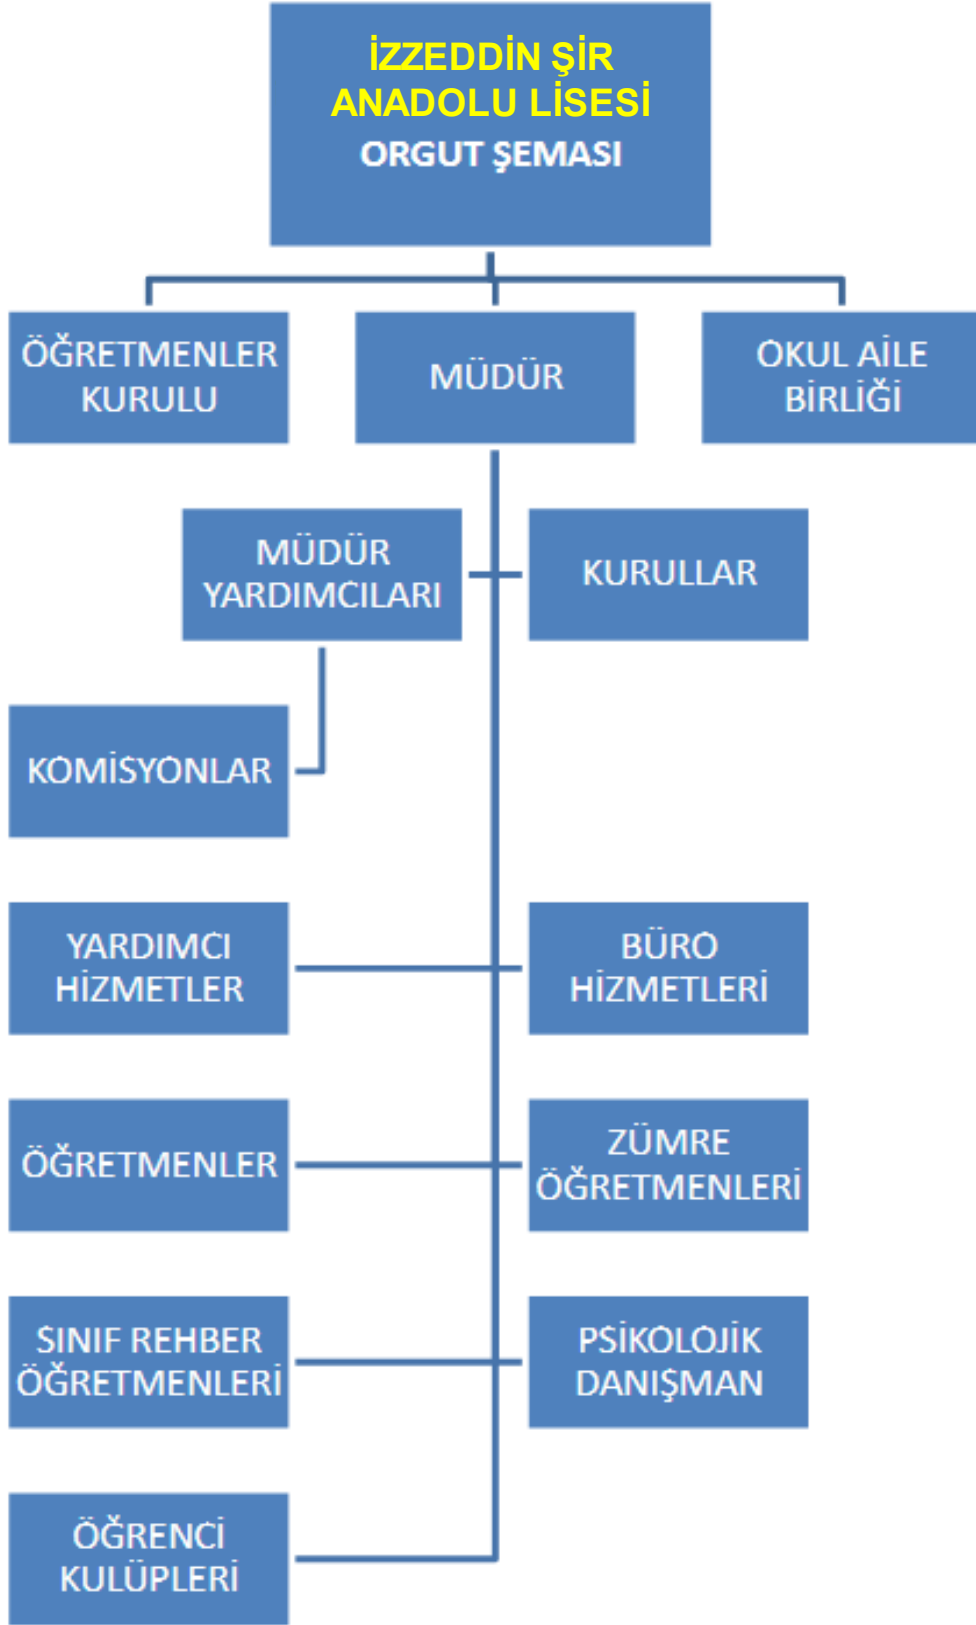 İZZEDDİN ŞİR
ANADOLU LİSESİ
ORGUT ŞEMASI
ÖĞRETMENLER
KURULU
MÜDÜR
OKUL AİLE
BİRLİĞİ
MÜDÜR
YARDIMCILARI
KURULLAR
KOMİSYONLAR
YARDIMCI
HİZMETLER
BÜRO
HİZMETLERİ
ÖĞRETMENLER
ZÜMRE
ÖĞRETMENLERİ
SINIF REHBER
ÖĞRETMENLERİ
PSİKOLOJİK
DANIŞMAN
ÖĞRENCİ
KULÜPLERİ